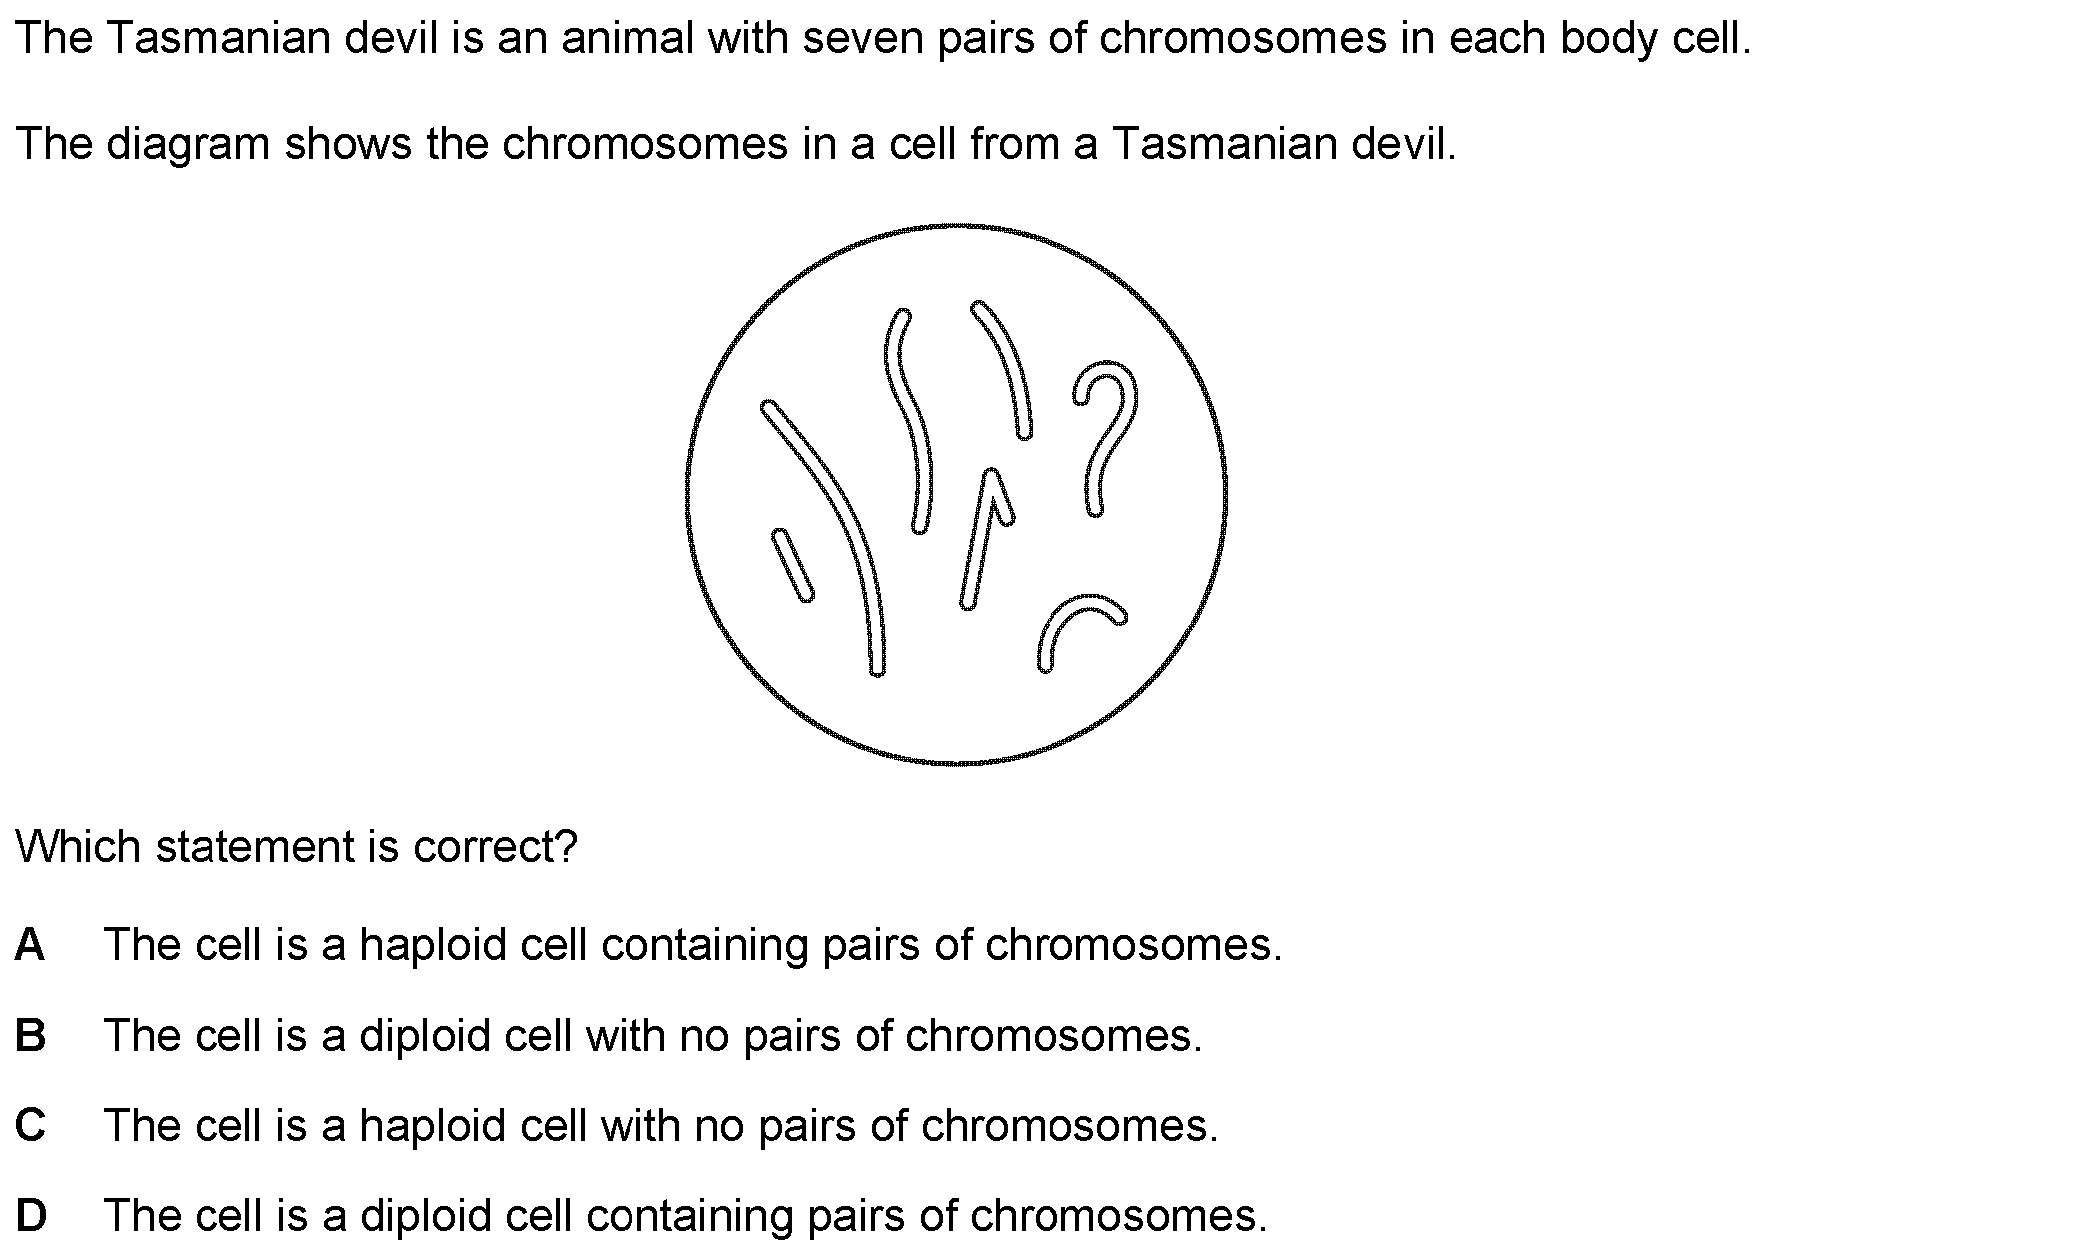 The Tasmanian devil is an animal with seven pairs of chromosomes in each body cell.
The diagram shows the chromosomes in a cell from a Tasmanian devil.
Which statement is correct?
A The cell is a haploid cell containing pairs of chromosomes.
B The cell is a diploid cell with no pairs of chromosomes.
C The cell is a haploid cell with no pairs of chromosomes.
D The cell is a diploid cell containing pairs of chromosomes.